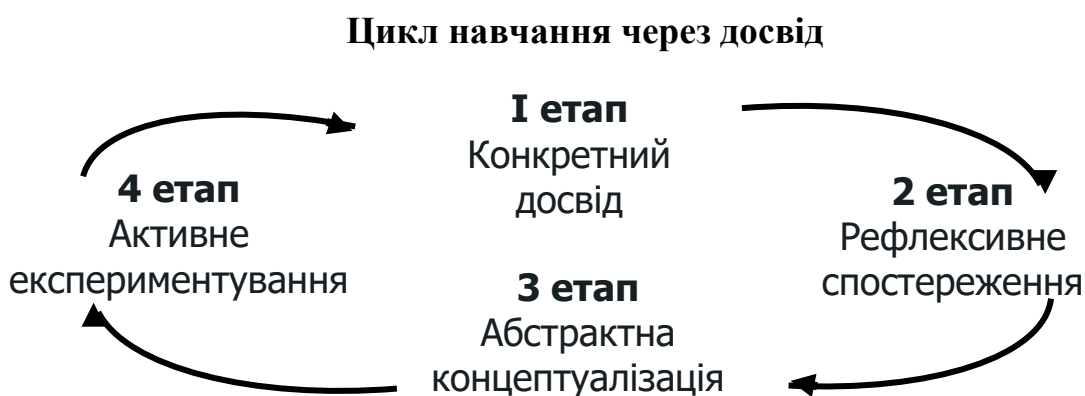 Цикл навчання через досвід
І етап
Конкретний
досвід
2 етап
Рефлексивне
спостереження
3 етап
Абстрактна
концептуалізація
4 етап
Активне
експериментування